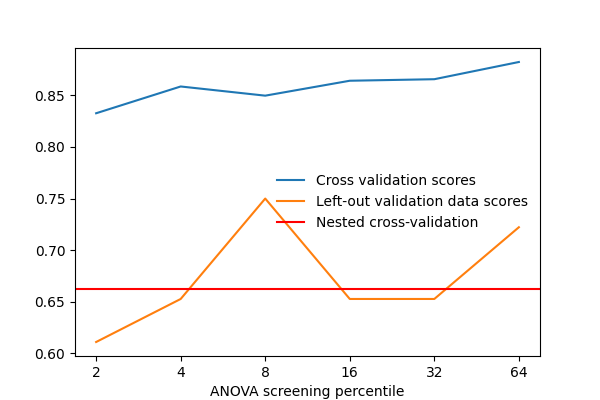 0.85
0.80
0.75
0.70
0.65
0.60
Cross validation scores
Left-out validation data scores
Nested cross-validation
2 4 8 16 32 64
ANOVA screening percentile